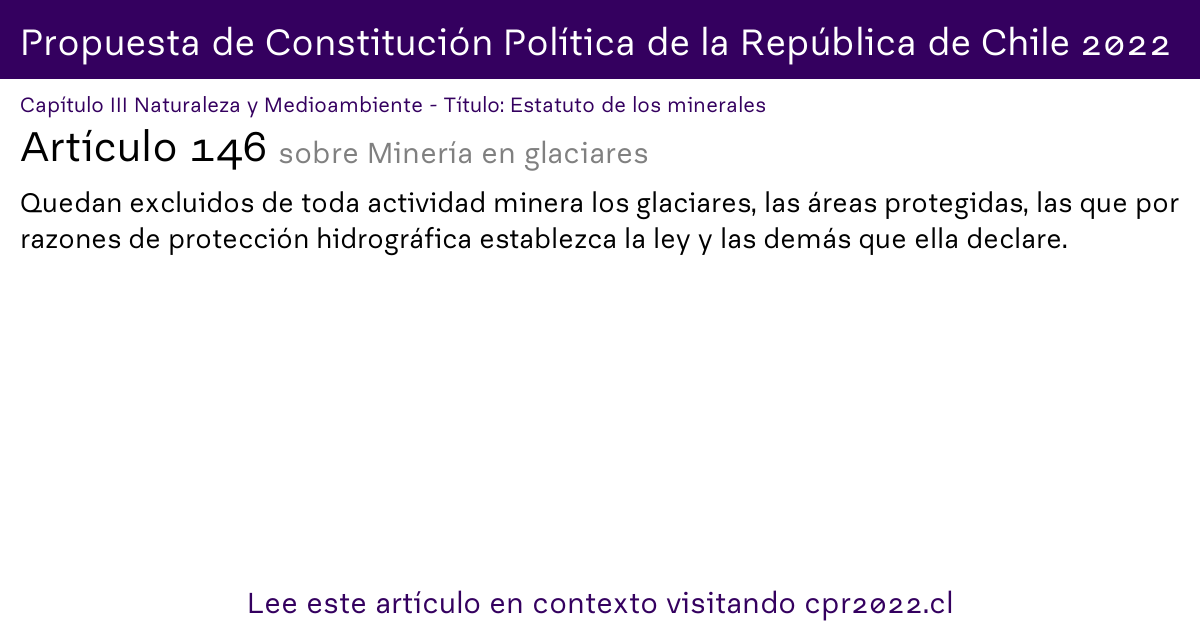 Propuesta de Constitución Política de la República de Chile 2022
Capítulo III Naturaleza y Medioambiente - Título: Estatuto de los minerales
Artículo 146 sobre Minería en glaciares
Quedan excluidos de toda actividad minera los glaciares, las áreas protegidas, las que por
razones de protección hidrográfica establezca la ley y las demás que ella declare.
Lee este artículo en contexto visitando cpr2022.cl